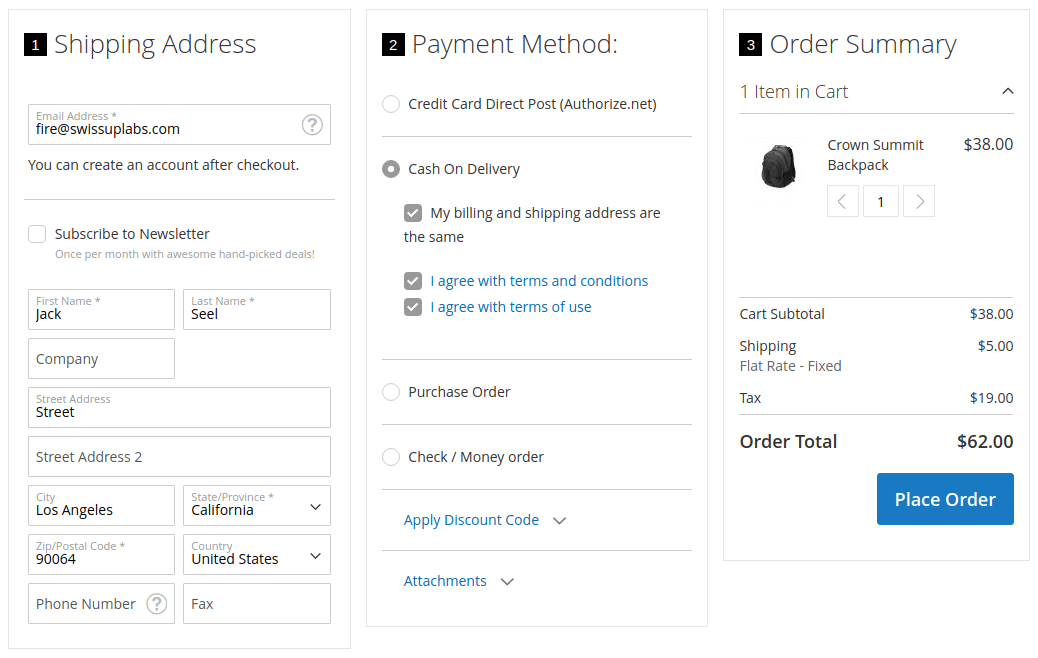 1 Shipping Address
Email Address *
fire@swissuplabs.com
?
You can create an account after checkout.
Subscribe to Newsletter
Once per month with awesome hand-picked deals!
First Name *
Jack
Last Name *
Seel
Company
Street Address
Street
Street Address 2
City
Los Angeles
State/Province *
California
Zip/Postal Code *
90064
Country
United States
Phone Number ?
Fax
2 Payment Method:
Credit Card Direct Post (Authorize.net)
Cash On Delivery
My billing and shipping address are
the same
I agree with terms and conditions
I agree with terms of use
Purchase Order
Check / Money order
Apply Discount Code
Attachments
3 Order Summary
1 Item in Cart
Crown Summit $38.00
Backpack
1
Cart Subtotal $38.00
Shipping $5.00
Flat Rate - Fixed
Tax $19.00
Order Total $62.00
Place Order